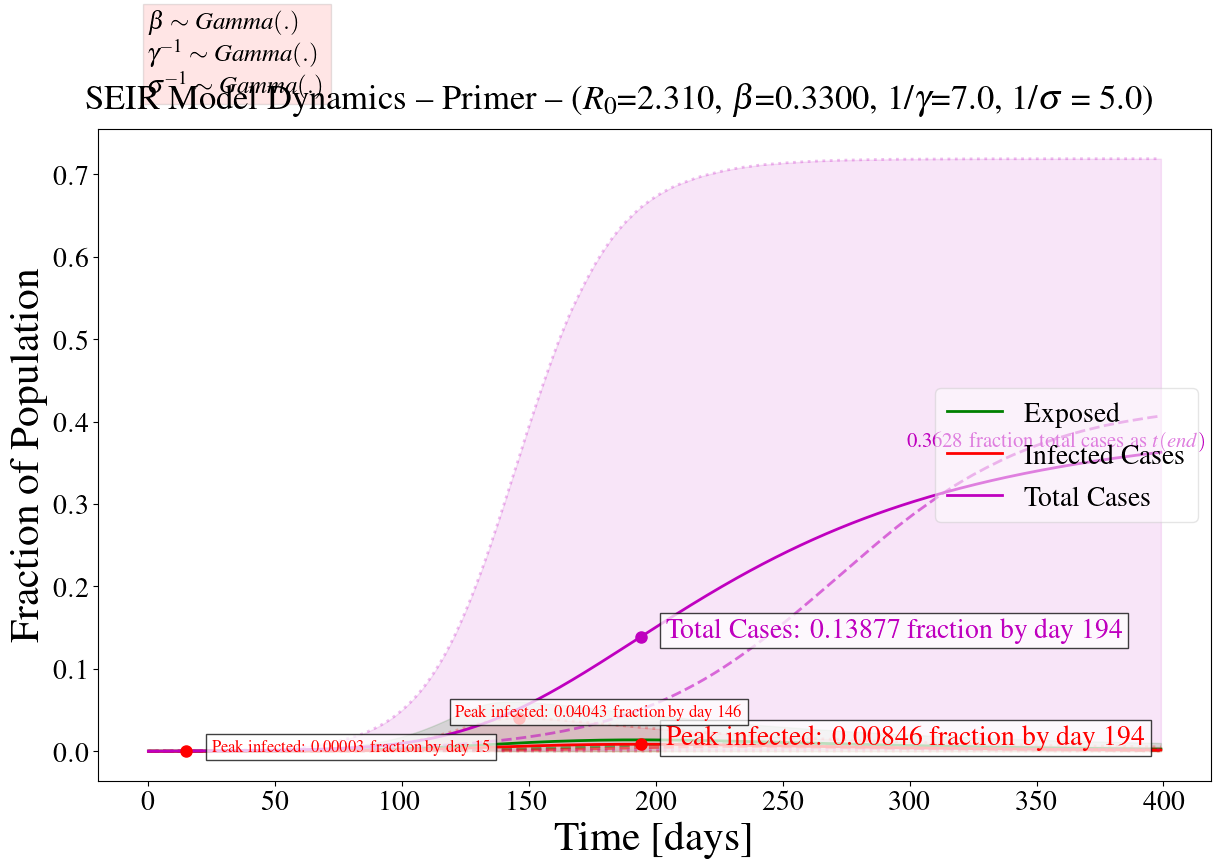 β ~ Gamma(.)
γ⁻¹ ~ Gamma(.)
σ⁻¹ ~ Gamma(.)
SEIR Model Dynamics – Primer – (R₀=2.310, β=0.3300, 1/γ=7.0, 1/σ = 5.0)
Fraction of Population
0.7
0.6
0.5
0.4
0.3
0.2
0.1
0.0
Exposed
0.3628 fraction total cases as t(end)
Infected Cases
Total Cases
Total Cases: 0.13877 fraction by day 194
Peak infected: 0.04043 fraction by day 146
Peak infected: 0.00846 fraction by day 194
Peak infected: 0.00003 fraction by day 15
0 50 100 150 200 250 300 350 400
Time [days]